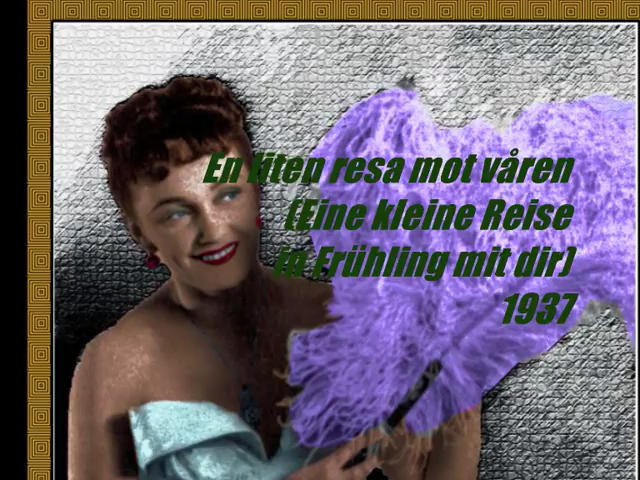 En liten resa mot våren
(Eine kleine Reise
in Frühling mit dir)
1937